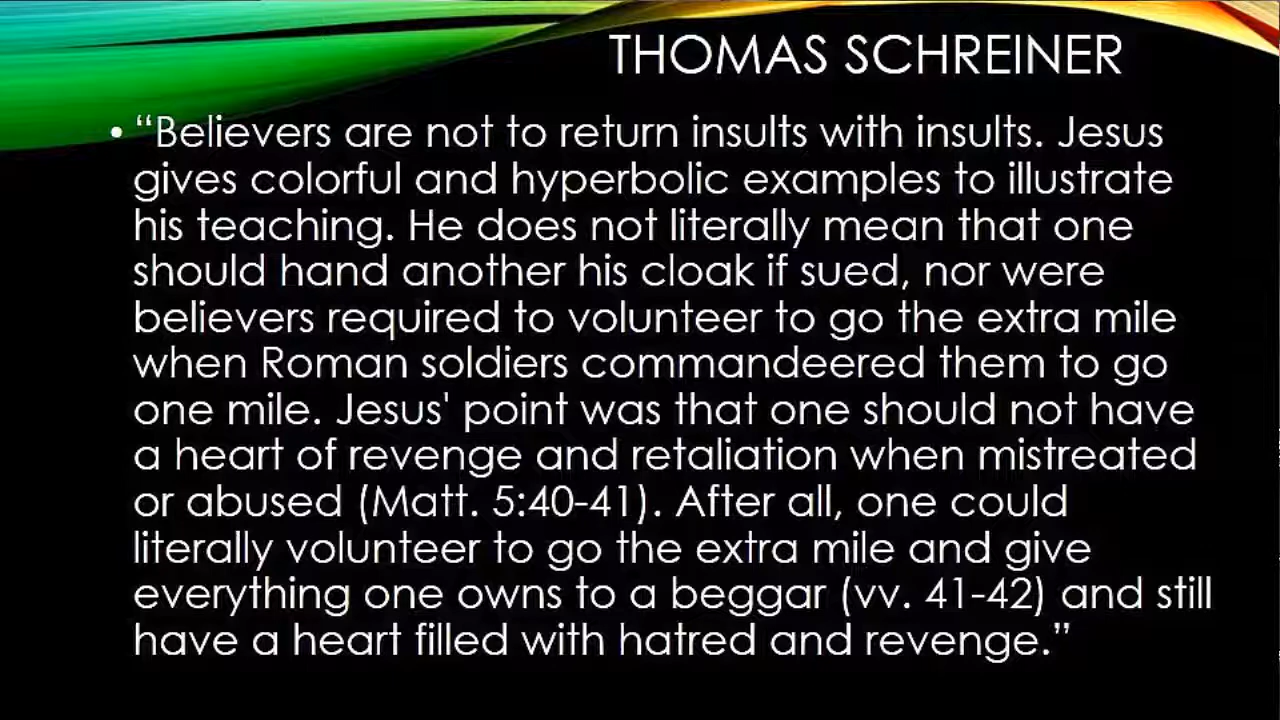 THOMAS SCHREINER
• “Believers are not to return insults with insults. Jesus
gives colorful and hyperbolic examples to illustrate
his teaching. He does not literally mean that one
should hand another his cloak if sued, nor were
believers required to volunteer to go the extra mile
when Roman soldiers commandeered them to go
one mile. Jesus' point was that one should not have
a heart of revenge and retaliation when mistreated
or abused (Matt. 5:40-41). After all, one could
literally volunteer to go the extra mile and give
everything one owns to a beggar (vv. 41-42) and still
have a heart filled with hatred and revenge.”